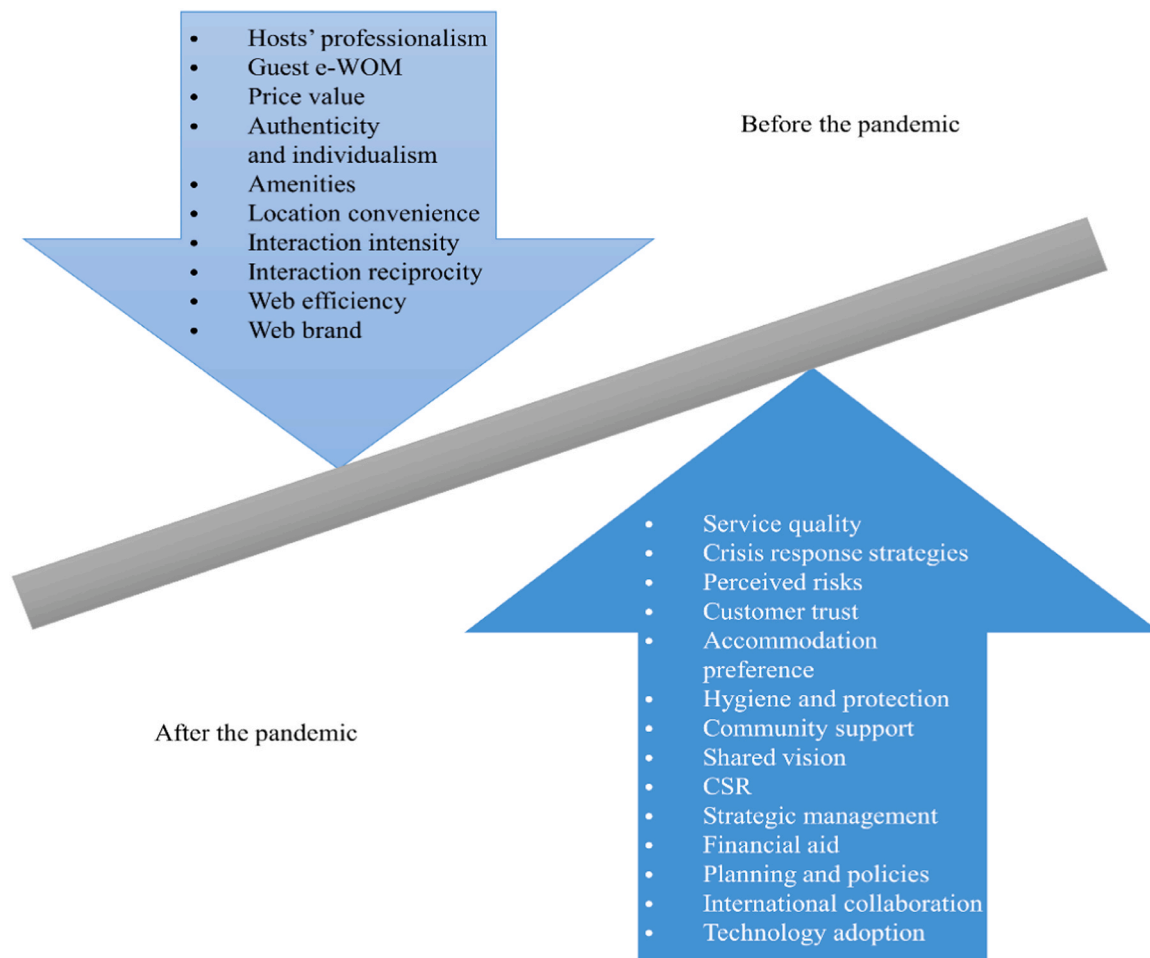 • Hosts’ professionalism
• Guest e-WOM
• Price value
• Authenticity
and individualism
• Amenities
• Location convenience
• Interaction intensity
• Interaction reciprocity
• Web efficiency
• Web brand
Before the pandemic
• Service quality
• Crisis response strategies
• Perceived risks
• Customer trust
• Accommodation
preference
• Hygiene and protection
• Community support
• Shared vision
• CSR
• Strategic management
• Financial aid
• Planning and policies
• International collaboration
• Technology adoption
After the pandemic